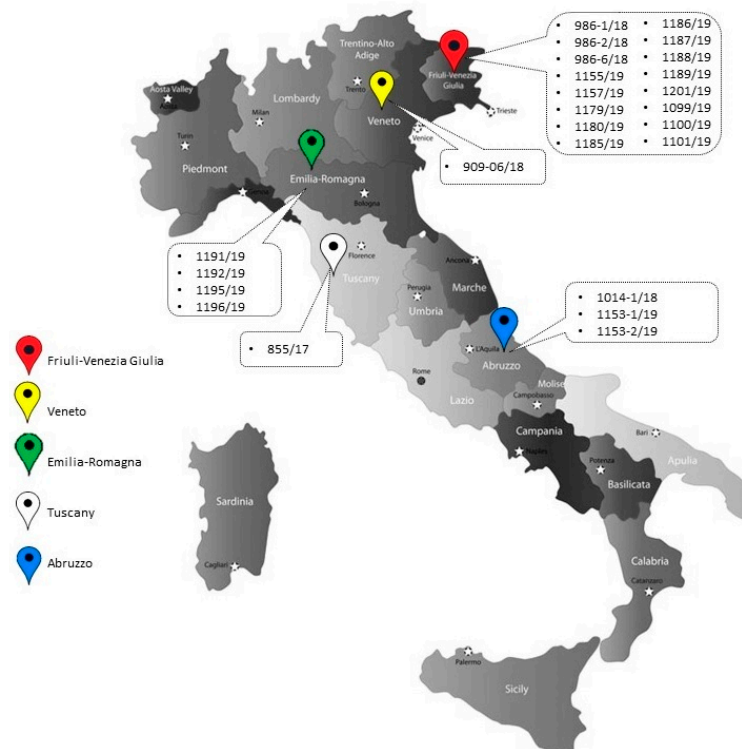 • 986-1/18
• 986-2/18
• 986-6/18
• 1155/19
• 1157/19
• 1179/19
• 1180/19
• 1185/19
• 1186/19
• 1187/19
• 1188/19
• 1189/19
• 1201/19
• 1099/19
• 1100/19
• 1101/19
Trentino-Alto
Adige
Trento
Friuli-Venezia
Giulia
Trieste
Aosta Valley
Aosta
Lombardy
Milan
Veneto
Venice
• 909-06/18
Turin
Piedmont
Emilia-Romagna
Bologna
Genoa
• 1191/19
• 1192/19
• 1195/19
• 1196/19
Florence
Tuscany
Ancona
Marche
Perugia
Umbria
• 855/17
• 1014-1/18
• 1153-1/19
• 1153-2/19
L'Aquila
Abruzzo
Rome
Lazio
Molise
Campobasso
Campania
Naples
Bari
Apulia
Potenza
Basilicata
Friuli-Venezia Giulia
Veneto
Emilia-Romagna
Tuscany
Abruzzo
Sardinia
Cagliari
Calabria
Catanzaro
Palermo
Sicily